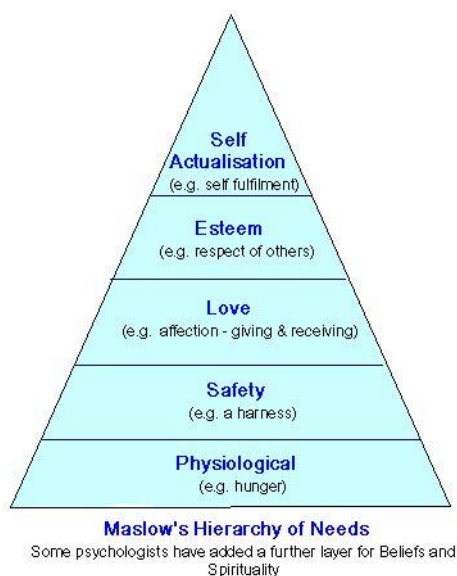 Self
Actualisation
(e.g. self fulfilment)
Esteem
(e.g. respect of others)
Love
(e.g. affection - giving & receiving)
Safety
(e.g. a harness)
Physiological
(e.g. hunger)
Maslow's Hierarchy of Needs
Some psychologists have added a further layer for Beliefs and
Spirituality